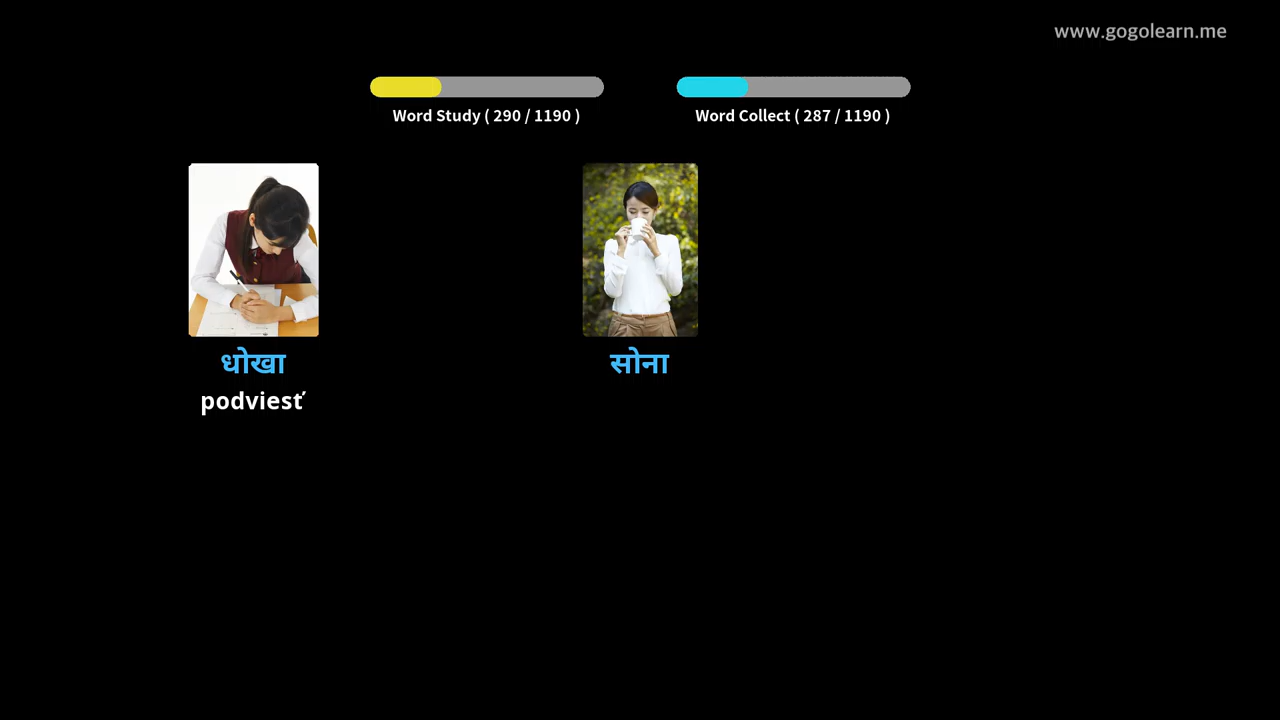 www.gogolearn.me
Word Study ( 290 / 1190 )
Word Collect ( 287 / 1190 )
धोखा
podviesť
सोना